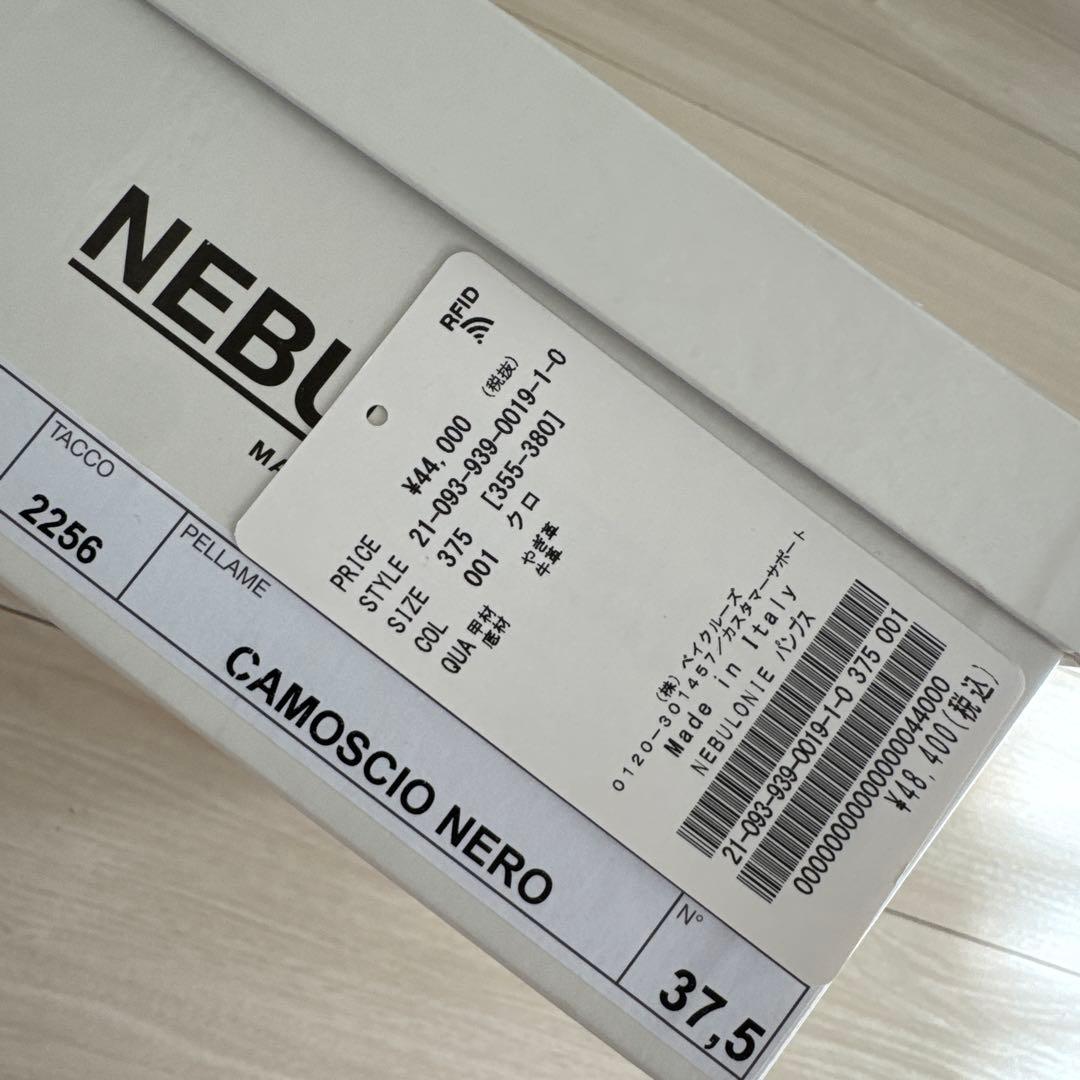 NEBU
MA
TACCO
2256
PELLAME
CAMOSCIO NERO
N°
37,5
RFID
PRICE ¥44,000 (税抜)
STYLE 21-093-939-0019-1-0
SIZE 375 [355-380]
COL 001 クロ
QUA 甲材 やぎ革
底材 牛革
(株)ベイクルーズ
0120-301457/カスタマーサポート
Made in Italy
NEBULONIE パンプス
21-093-939-0019-1-0 375 001
¥48,400(税込)